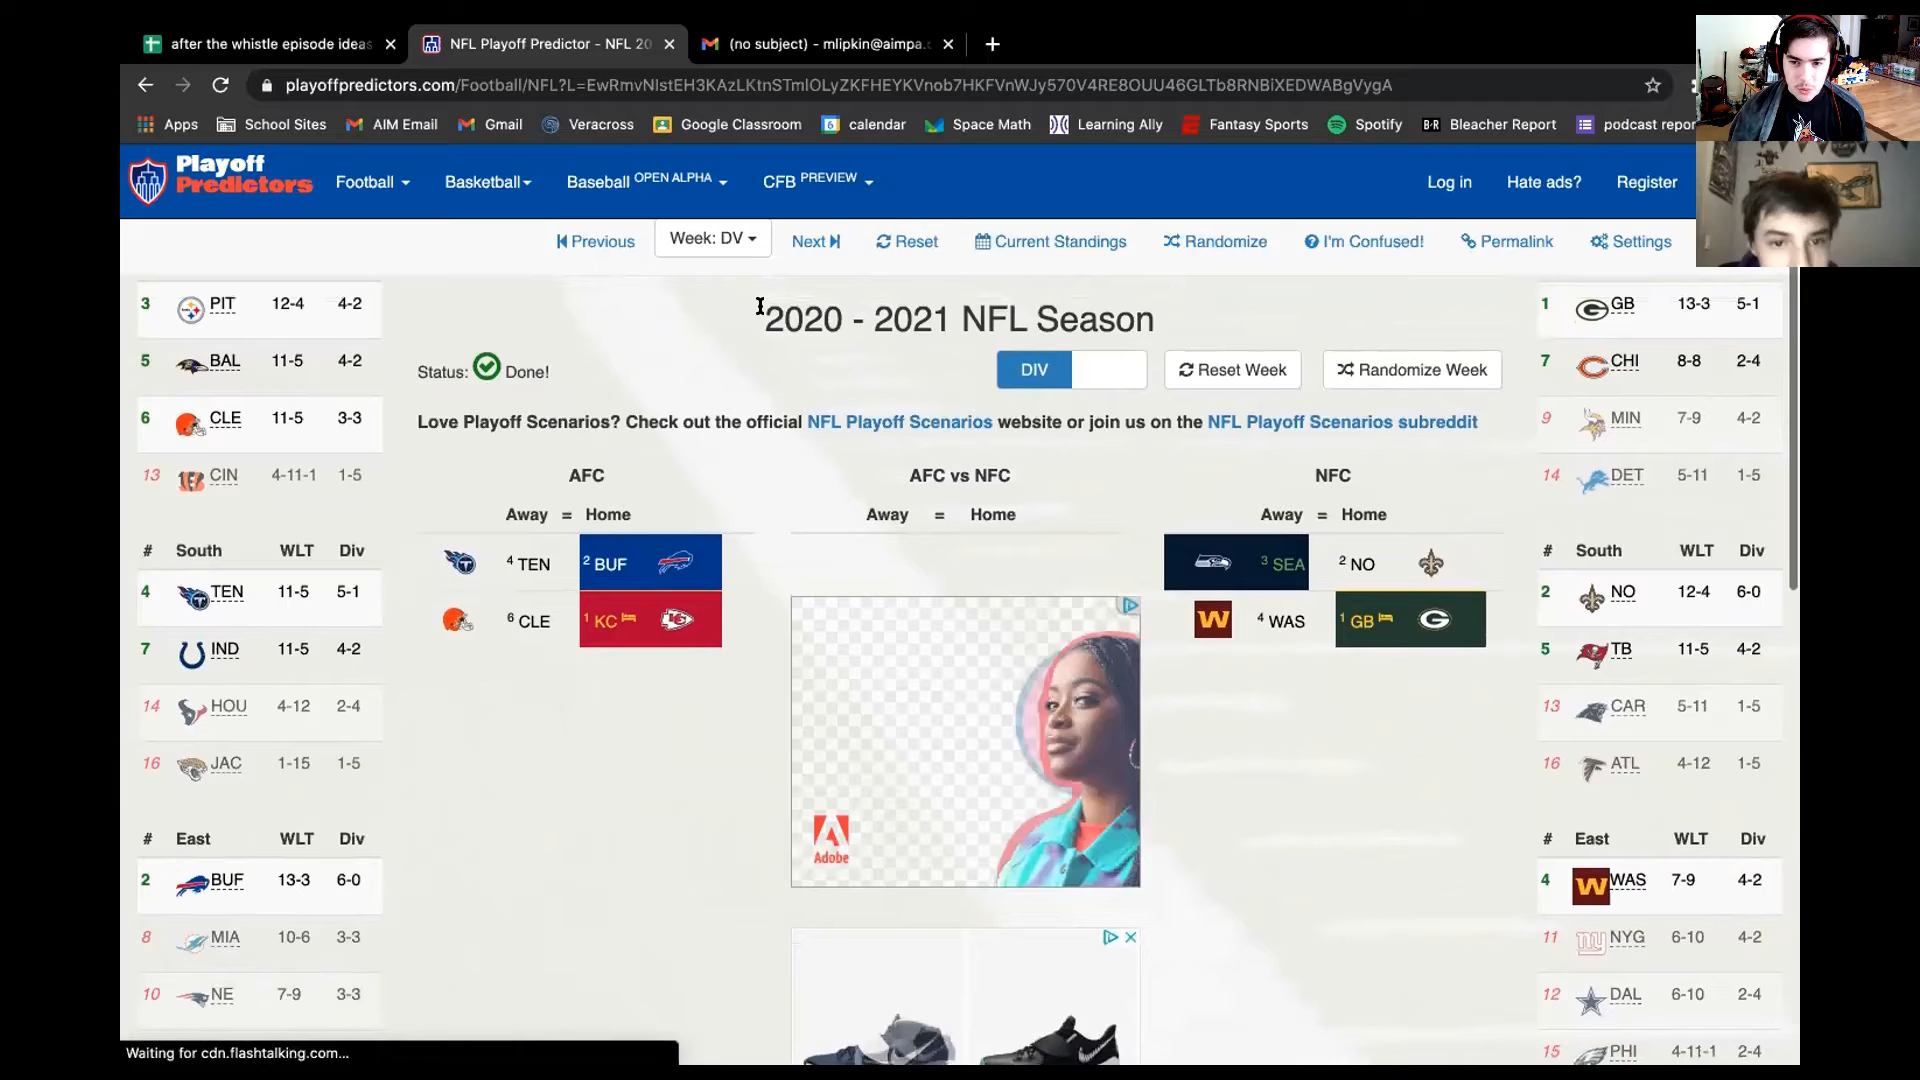 after the whistle episode ideas
NFL Playoff Predictor - NFL 20
(no subject) - mlipkin@aimpa.
playoffpredictors.com/Football/NFL?L=EwRmvNIstEH3KAzLKtnSTmlOLyZKFHEYKVnob7HKFVnWJy570V4RE8OUU46GLTb8RNBiXEDWABgVygA
Apps School Sites AIM Email Gmail Veracross Google Classroom 6 calendar Space Math Learning Ally Fantasy Sports Spotify B·R Bleacher Report podcast repor
Playoff Predictors Football Basketball Baseball OPEN ALPHA CFB PREVIEW Log in Hate ads? Register
Previous Week: DV Next Reset Current Standings Randomize I'm Confused! Permalink Settings
3 PIT 12-4 4-2
5 BAL 11-5 4-2
6 CLE 11-5 3-3
13 CIN 4-11-1 1-5
# South WLT Div
4 TEN 11-5 5-1
7 IND 11-5 4-2
14 HOU 4-12 2-4
16 JAC 1-15 1-5
# East WLT Div
2 BUF 13-3 6-0
8 MIA 10-6 3-3
10 NE 7-9 3-3
2020 - 2021 NFL Season
Status: Done! DIV Reset Week Randomize Week
Love Playoff Scenarios? Check out the official NFL Playoff Scenarios website or join us on the NFL Playoff Scenarios subreddit
AFC AFC vs NFC NFC
Away = Home Away = Home Away = Home
4 TEN 2 BUF 3 SEA 2 NO
6 CLE 1 KC W 4 WAS 1 GB
Adobe
1 GB 13-3 5-1
7 CHI 8-8 2-4
9 MIN 7-9 4-2
14 DET 5-11 1-5
# South WLT Div
2 NO 12-4 6-0
5 TB 11-5 4-2
13 CAR 5-11 1-5
16 ATL 4-12 1-5
# East WLT Div
4 W WAS 7-9 4-2
11 NYG 6-10 4-2
12 DAL 6-10 2-4
15 PHI 4-11-1 2-4
Waiting for cdn.flashtalking.com...